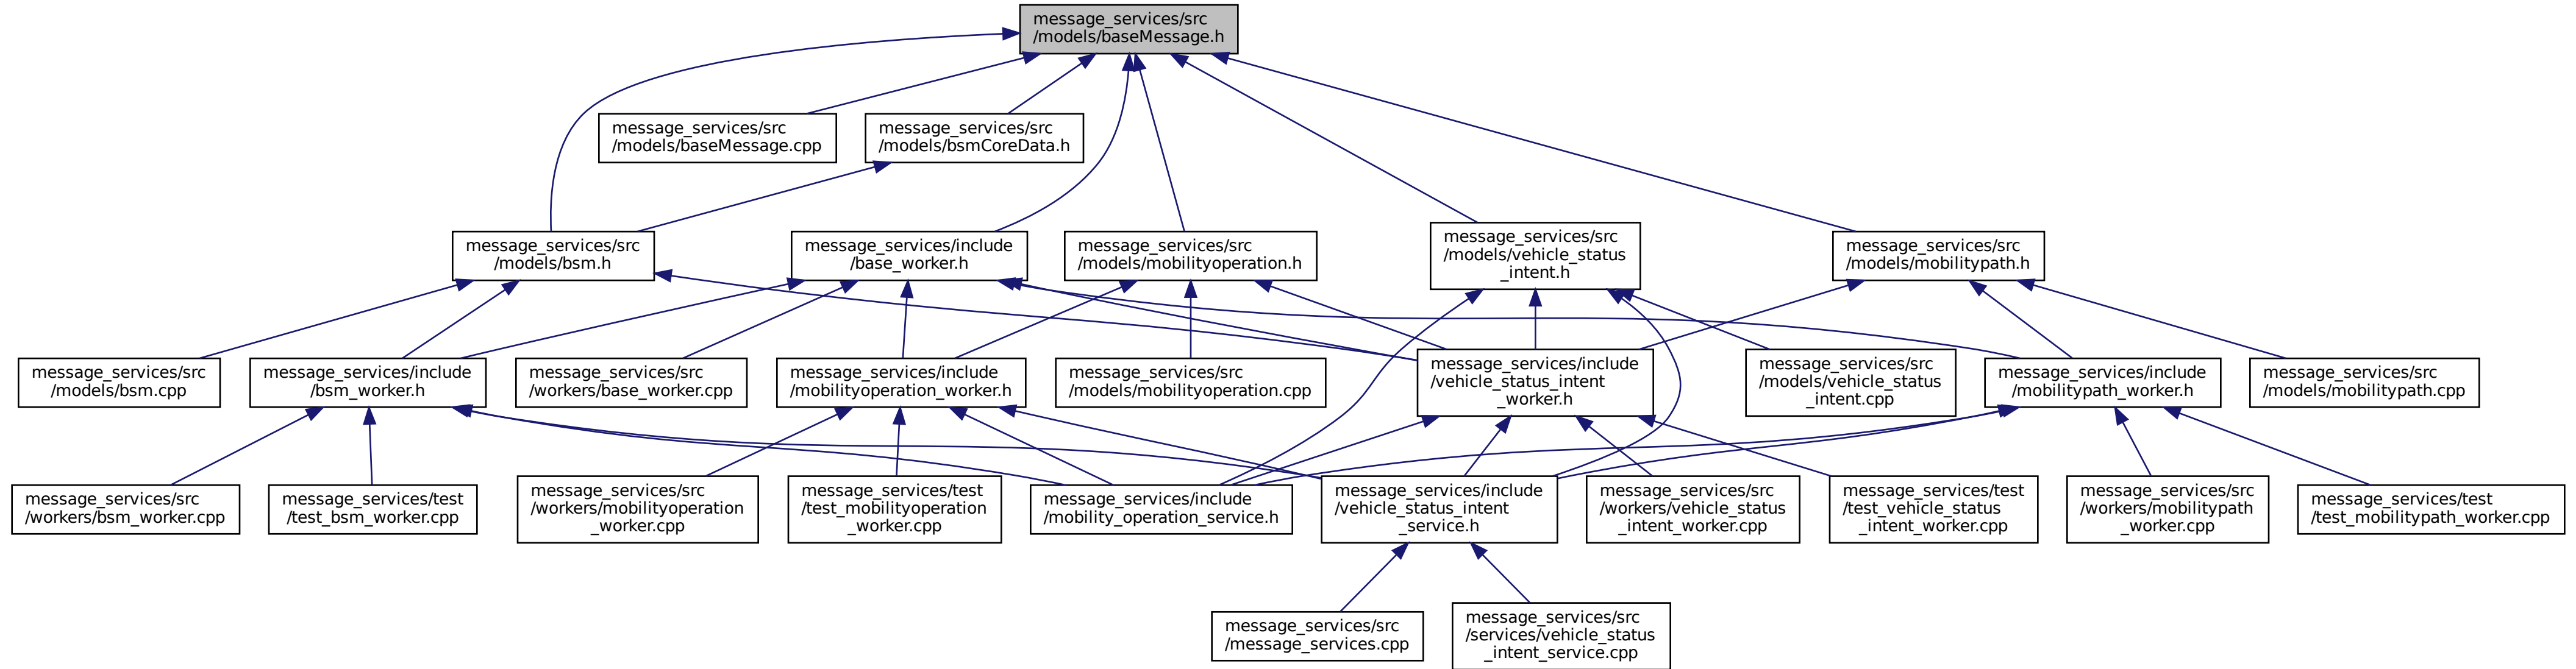 message_services/src
/models/baseMessage.h
message_services/src
/models/baseMessage.cpp
message_services/src
/models/bsmCoreData.h
message_services/src
/models/bsm.h
message_services/include
/base_worker.h
message_services/src
/models/mobilityoperation.h
message_services/src
/models/vehicle_status
_intent.h
message_services/src
/models/mobilitypath.h
message_services/src
/models/bsm.cpp
message_services/include
/bsm_worker.h
message_services/src
/workers/base_worker.cpp
message_services/include
/mobilityoperation_worker.h
message_services/src
/models/mobilityoperation.cpp
message_services/include
/vehicle_status_intent
_worker.h
message_services/src
/models/vehicle_status
_intent.cpp
message_services/include
/mobilitypath_worker.h
message_services/src
/models/mobilitypath.cpp
message_services/src
/workers/bsm_worker.cpp
message_services/test
/test_bsm_worker.cpp
message_services/src
/workers/mobilityoperation
_worker.cpp
message_services/test
/test_mobilityoperation
_worker.cpp
message_services/include
/mobility_operation_service.h
message_services/include
/vehicle_status_intent
_service.h
message_services/src
/workers/vehicle_status
_intent_worker.cpp
message_services/test
/test_vehicle_status
_intent_worker.cpp
message_services/src
/workers/mobilitypath
_worker.cpp
message_services/test
/test_mobilitypath_worker.cpp
message_services/src
/message_services.cpp
message_services/src
/services/vehicle_status
_intent_service.cpp